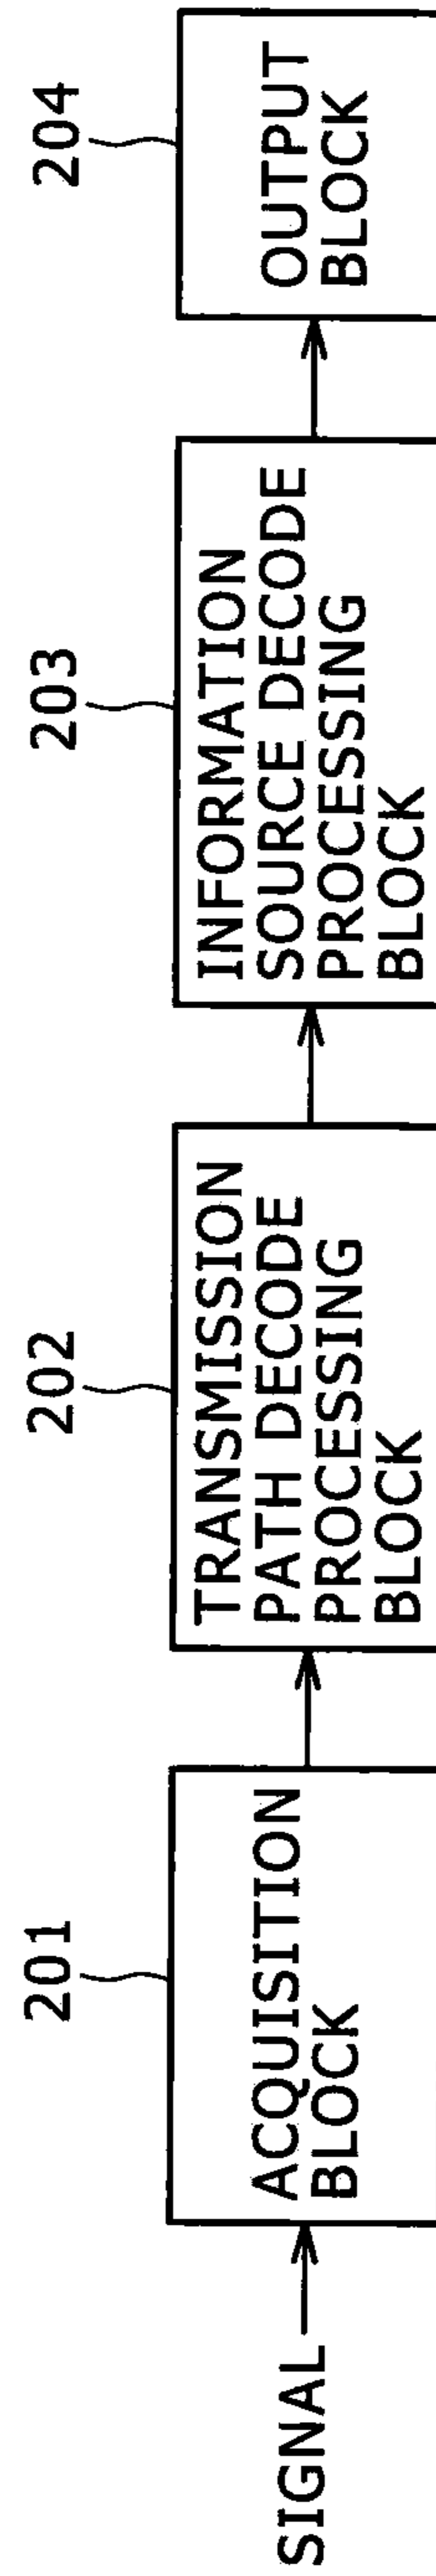 201
202
203
204
SIGNAL
ACQUISITION
BLOCK
TRANSMISSION
PATH DECODE
PROCESSING
BLOCK
INFORMATION
SOURCE DECODE
PROCESSING
BLOCK
OUTPUT
BLOCK